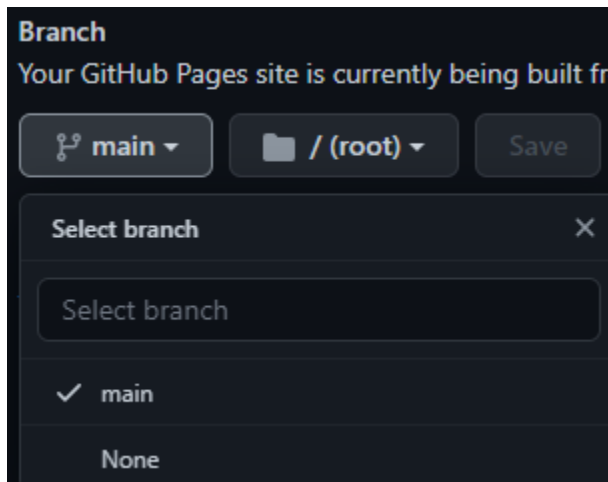 Branch
Your GitHub Pages site is currently being built fr
main / (root) Save
Select branch
Select branch
main
None